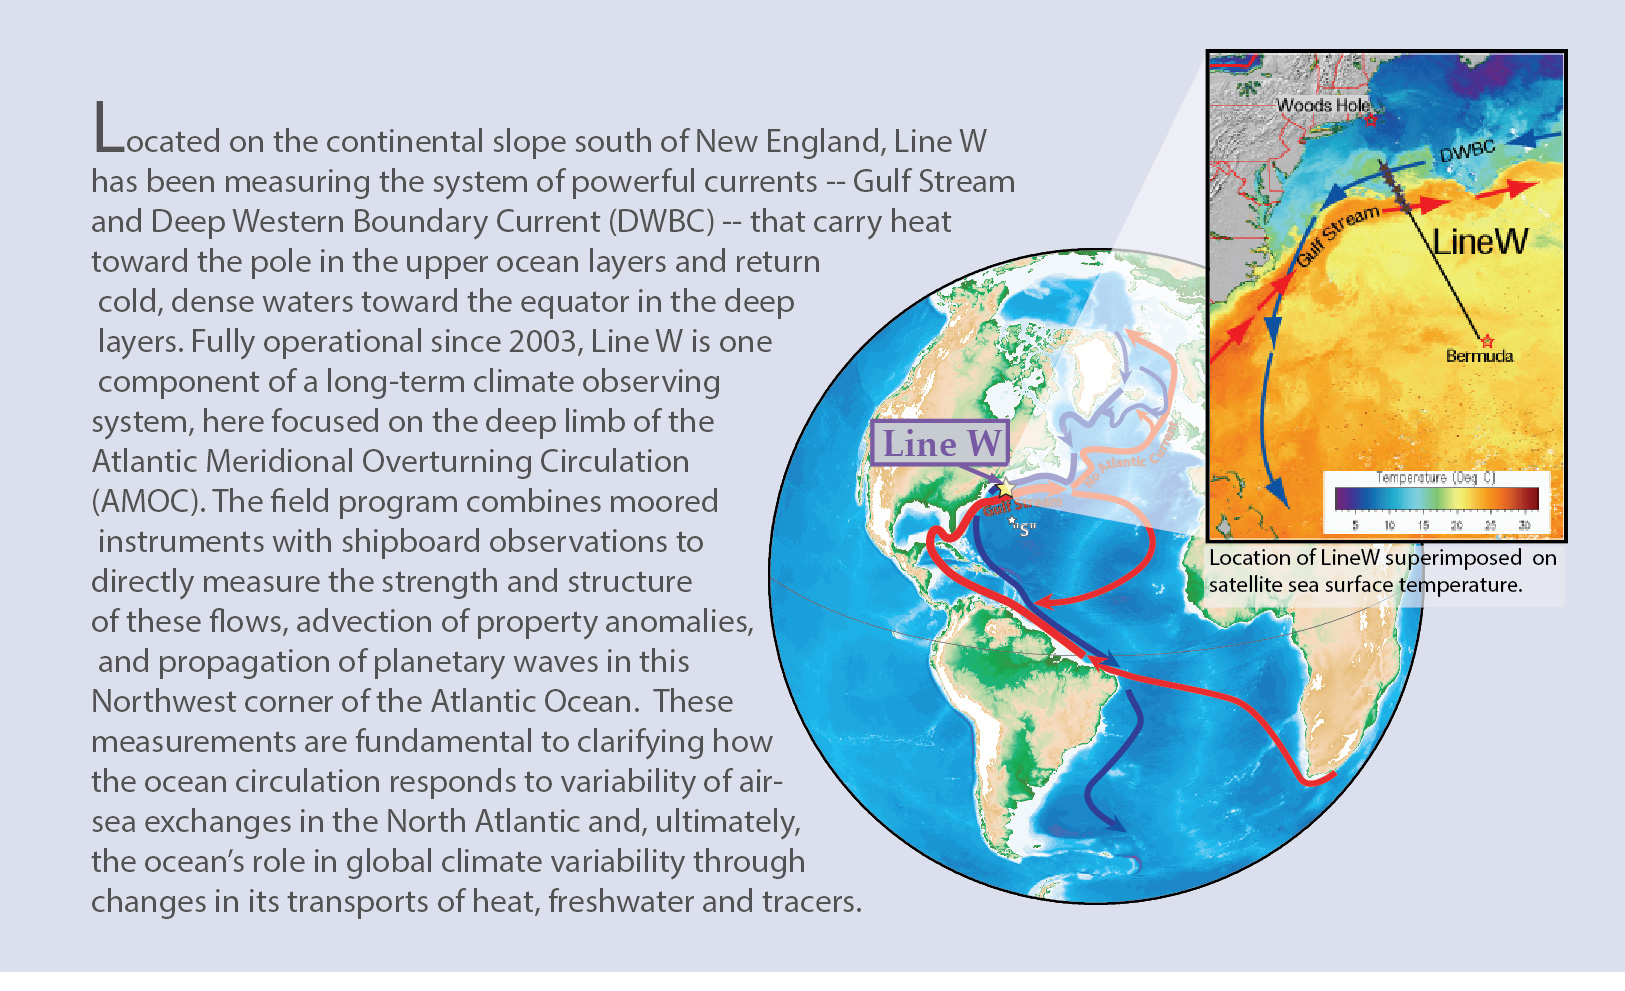 Located on the continental slope south of New England, Line W
has been measuring the system of powerful currents -- Gulf Stream
and Deep Western Boundary Current (DWBC) -- that carry heat
toward the pole in the upper ocean layers and return
cold, dense waters toward the equator in the deep
layers. Fully operational since 2003, Line W is one
component of a long-term climate observing
system, here focused on the deep limb of the
Atlantic Meridional Overturning Circulation
(AMOC). The field program combines moored
instruments with shipboard observations to
directly measure the strength and structure
of these flows, advection of property anomalies,
and propagation of planetary waves in this
Northwest corner of the Atlantic Ocean.  These
measurements are fundamental to clarifying how
the ocean circulation responds to variability of air-
sea exchanges in the North Atlantic and, ultimately,
the ocean's role in global climate variability through
changes in its transports of heat, freshwater and tracers.
Line W
Gulf Stream
No Atlantic Current
"S"
Woods Hole
DWBC
Gulf Stream
LineW
Bermuda
Temperature (Deg C)
5 10 15 20 25 30
Location of LineW superimposed on
satellite sea surface temperature.